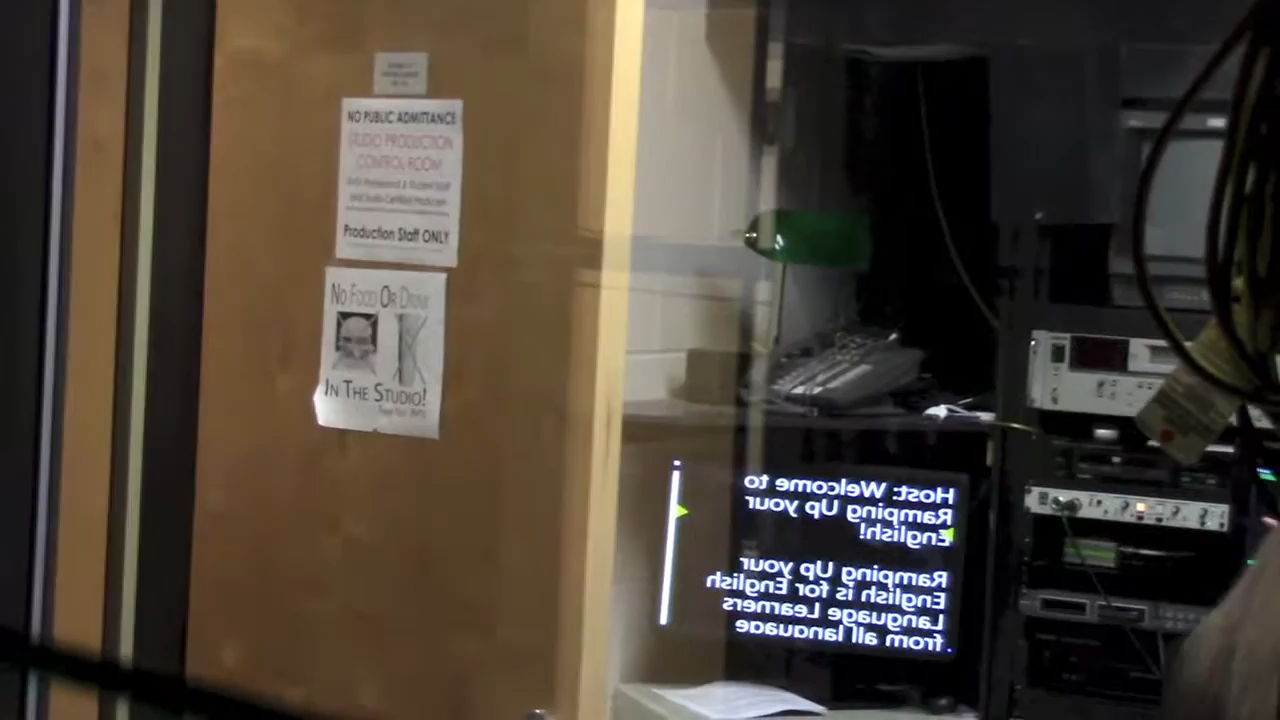 NO PUBLIC ADMITTANCE
STUDIO PRODUCTION
CONTROL ROOM
Production Staff ONLY
NO FOOD OR DRINK
IN THE STUDIO!
Host: Welcome to
Ramping Up your
English!
Ramping Up your
English is for English
Language Learners
from all language